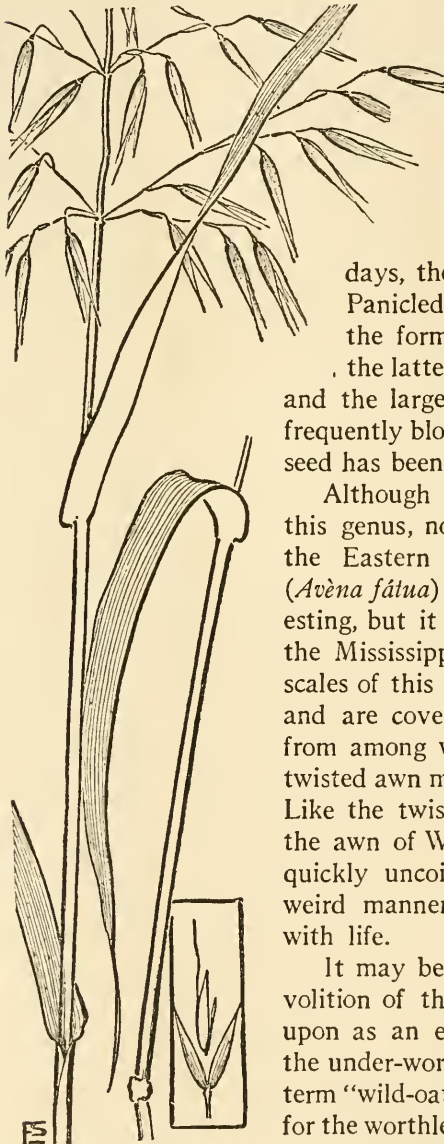 days, the
Panicled
the form
. the latte
and the large
frequently blo
seed has been
Although
this genus, no
the Eastern
(Avèna fátua)
esting, but it
the Mississipp
scales of this
and are cove
from among
twisted awn m
Like the twis
the awn of W
quickly uncoi
weird manner
with life.
It may be
volition of th
upon as an e
the under-wor
term “wild-oat
for the worthle